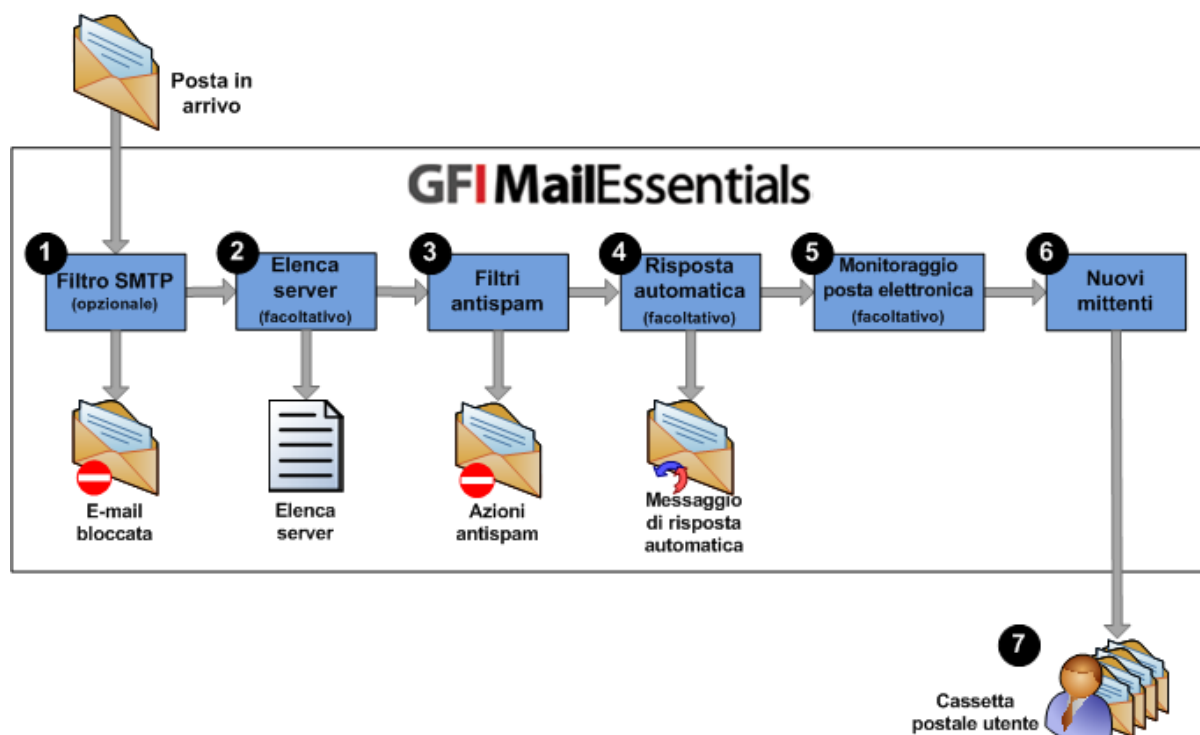 Posta in
arrivo
GFI MailEssentials
1
Filtro SMTP
(opzionale)
2
Elenca
server
(facoltativo)
3
Filtri
antispam
4
Risposta
automatica
(facoltativo)
5
Monitoraggio
posta elettronica
(facoltativo)
6
Nuovi
mittenti
E-mail
bloccata
Elenca
server
Azioni
antispam
Messaggio
di risposta
automatica
7
Cassetta
postale utente